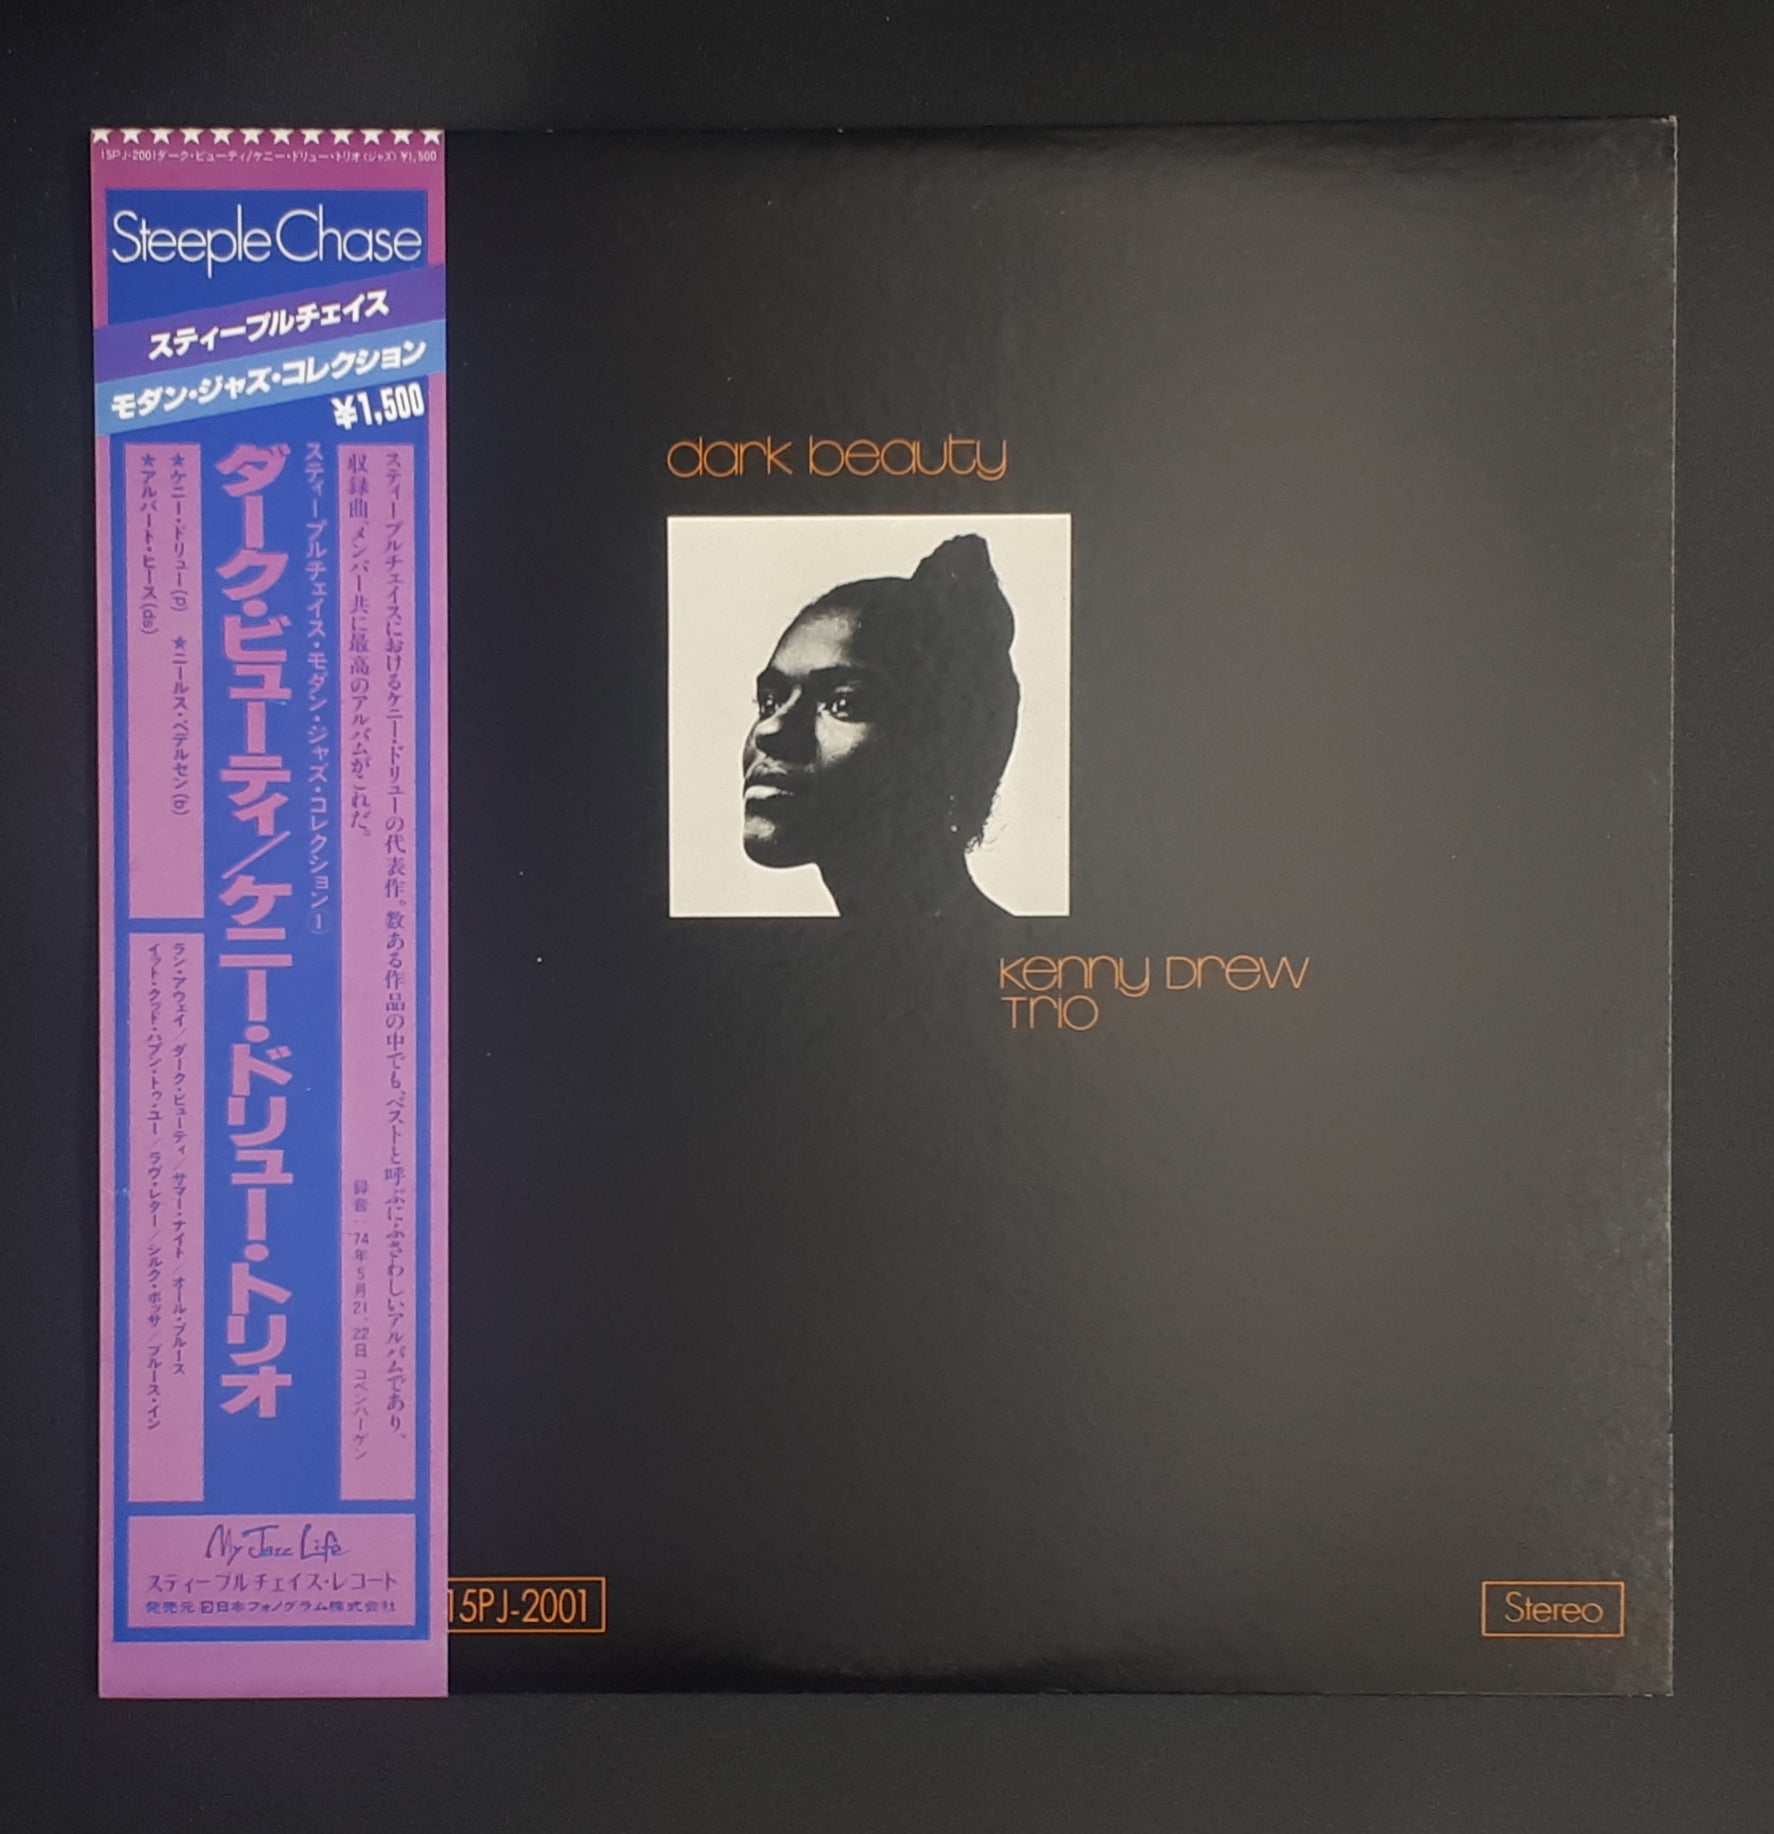 15PJ-2001ダーク・ビューティ/ケニー・ドリュー・トリオ〈ジャズ〉¥1,500
SteepleChase
スティープルチェイス
モダン・ジャズ・コレクション
¥1,500
スティープルチェイスにおけるケニー・ドリューの代表作。数ある作品の中でも、ベストと呼ぶにふさわしいアルバムであり、
収録曲、メンバー共に最高のアルバムがこれだ。
録音:'74年5月21、22日 コペンハーゲン
スティープルチェイス・モダン・ジャズ・コレクション①
ダーク・ビューティ/ケニー・ドリュー・トリオ
★ケニー・ドリュー(p) ★ニールス・ペデルセン(b)
★アルバート・ヒース(ds)
ラン・アウェイ/ダーク・ビューティ/サマー・ナイト/オール・ブルース
イット・クッド・ハプン・トゥ・ユー/ラヴ・レター/シルク・ボッサ/ブルース・イン
My Jazz Life
スティープルチェイス・レコード
発売元 日本フォノグラム株式会社
dark beauty
Kenny Drew
Trio
15PJ-2001
Stereo